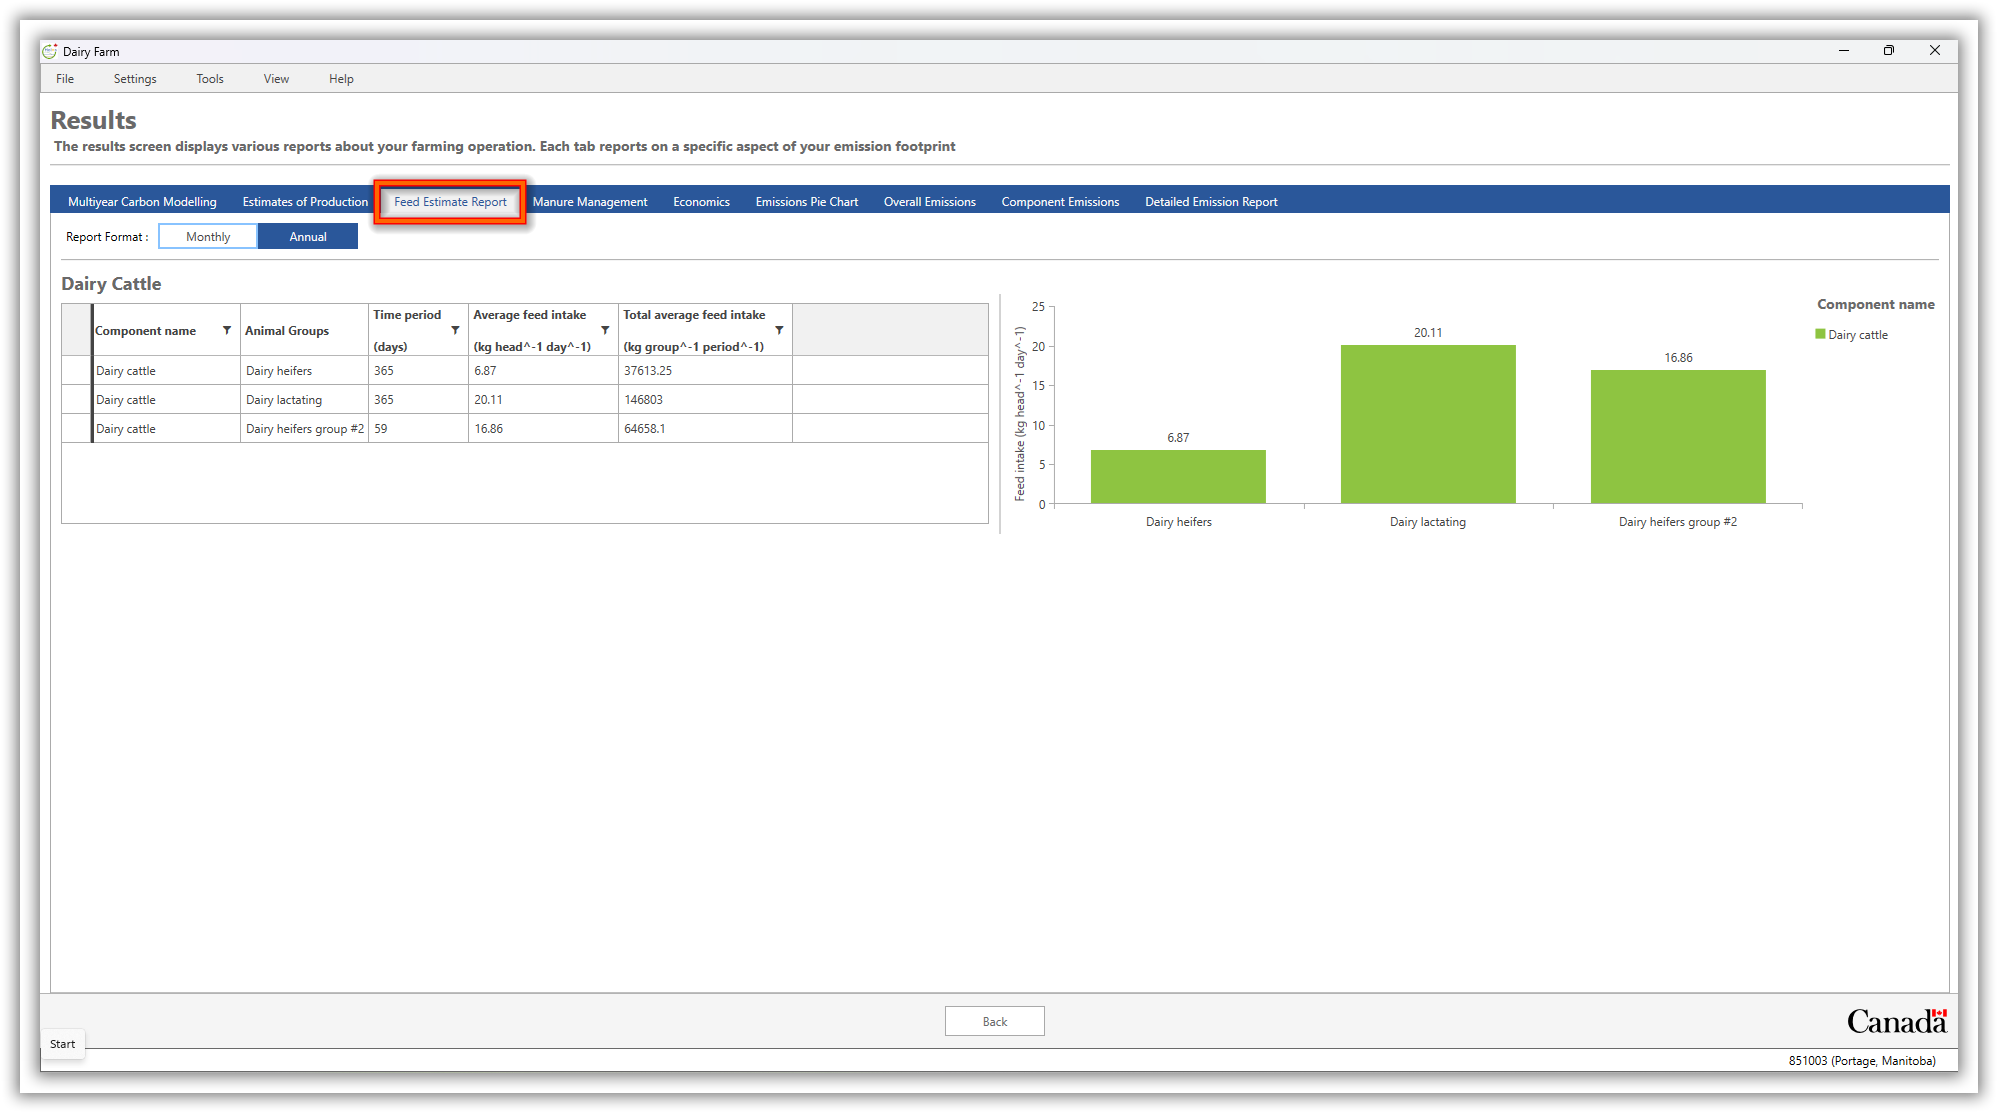 Dairy Farm
File Settings Tools View Help
Results
The results screen displays various reports about your farming operation. Each tab reports on a specific aspect of your emission footprint
Multiyear Carbon Modelling Estimates of Production Feed Estimate Report Manure Management Economics Emissions Pie Chart Overall Emissions Component Emissions Detailed Emission Report
Report Format : Monthly Annual
Dairy Cattle
Component name Animal Groups Time period (days) Average feed intake (kg head^-1 day^-1) Total average feed intake (kg group^-1 period^-1)
Dairy cattle Dairy heifers 365 6.87 37613.25
Dairy cattle Dairy lactating 365 20.11 146803
Dairy cattle Dairy heifers group #2 59 16.86 64658.1
Feed intake (kg head^-1 day^-1)
25
20
15
10
5
0
6.87
20.11
16.86
Dairy heifers Dairy lactating Dairy heifers group #2
Component name
Dairy cattle
Back
Canada
Start
851003 (Portage, Manitoba)